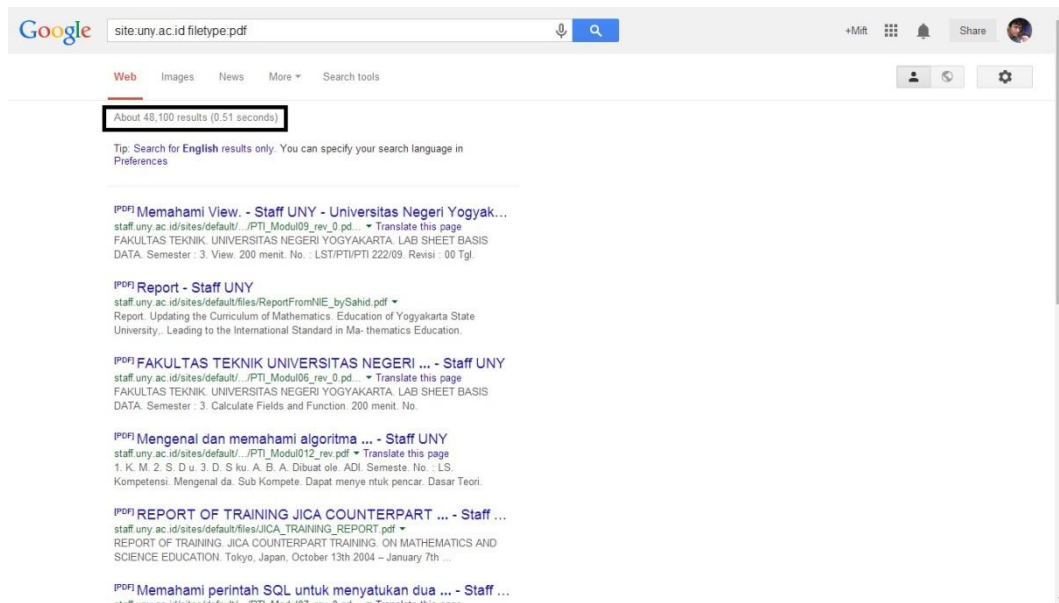 Google site:uny.ac.id filetype:pdf +Mift Share
Web Images News More Search tools
About 48,100 results (0.51 seconds)
Tip: Search for English results only. You can specify your search language in
Preferences
[PDF] Memahami View. - Staff UNY - Universitas Negeri Yogyak...
staff.uny.ac.id/sites/default/.../PTI_Modul09_rev_0.pd... Translate this page
FAKULTAS TEKNIK. UNIVERSITAS NEGERI YOGYAKARTA. LAB SHEET BASIS
DATA. Semester : 3. View. 200 menit. No. : LST/PTI/PTI 222/09. Revisi : 00 Tgl.
[PDF] Report - Staff UNY
staff.uny.ac.id/sites/default/files/ReportFromNIE_bySahid.pdf
Report. Updating the Curriculum of Mathematics. Education of Yogyakarta State
University,. Leading to the International Standard in Ma- thematics Education.
[PDF] FAKULTAS TEKNIK UNIVERSITAS NEGERI ... - Staff UNY
staff.uny.ac.id/sites/default/.../PTI_Modul06_rev_0.pd... Translate this page
FAKULTAS TEKNIK. UNIVERSITAS NEGERI YOGYAKARTA. LAB SHEET BASIS
DATA. Semester : 3. Calculate Fields and Function. 200 menit. No.
[PDF] Mengenal dan memahami algoritma ... - Staff UNY
staff.uny.ac.id/sites/default/.../PTI_Modul012_rev.pdf Translate this page
1. K. M. 2. S. D u. 3. D. S ku. A. B. A. Dibuat ole. ADI. Semeste. No. : LS.
Kompetensi. Mengenal da. Sub Kompete. Dapat menye ntuk pencar. Dasar Teori.
[PDF] REPORT OF TRAINING JICA COUNTERPART ... - Staff ...
staff.uny.ac.id/sites/default/files/JICA_TRAINING_REPORT.pdf
REPORT OF TRAINING. JICA COUNTERPART TRAINING. ON MATHEMATICS AND
SCIENCE EDUCATION. Tokyo, Japan, October 13th 2004 – January 7th ...
[PDF] Memahami perintah SQL untuk menyatukan dua ... - Staff ...